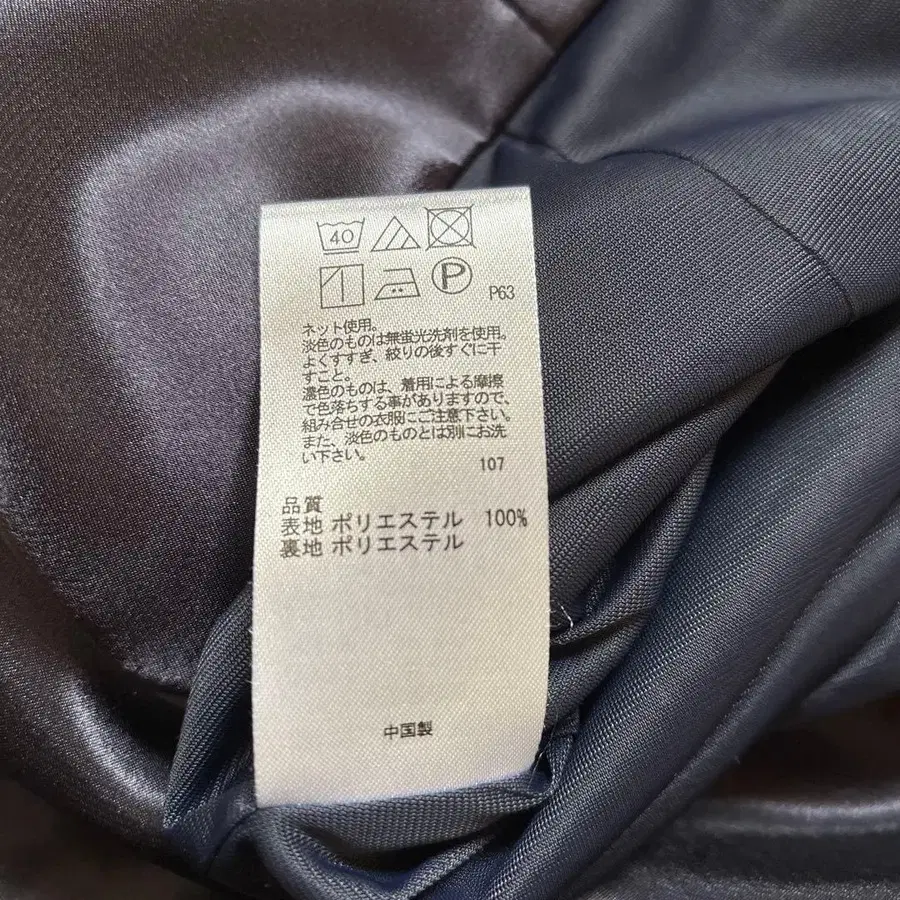 40
P
P63
ネット使用。
淡色のものは無蛍光洗剤を使用。
よくすすぎ、絞りの後すぐに干
すこと。
濃色のものは、着用による摩擦
で色落ちする事がありますので、
組み合せの衣服にご注意下さい。
また、淡色のものとは別にお洗
い下さい。
107
品質
表地 ポリエステル 100%
裏地 ポリエステル
中国製